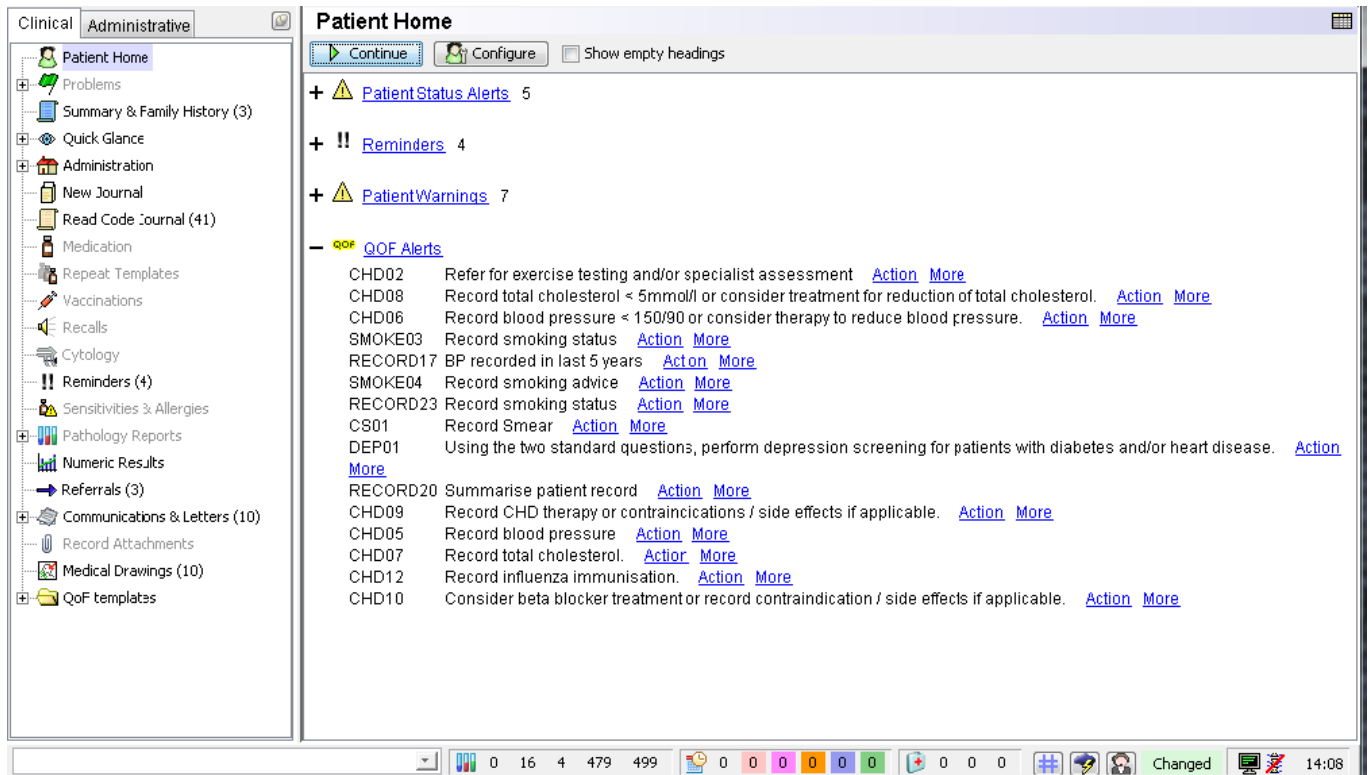 Clinical Administrative
Patient Home
Problems
Summary & Family History (3)
Quick Glance
Administration
New Journal
Read Code Journal (41)
Medication
Repeat Templates
Vaccinations
Recalls
Cytology
!! Reminders (4)
Sensitivities & Allergies
Pathology Reports
Numeric Results
Referrals (3)
Communications & Letters (10)
Record Attachments
Medical Drawings (10)
QoF templates
Patient Home
Continue Configure Show empty headings
+ Patient Status Alerts 5
+ !! Reminders 4
+ Patient Warnings 7
− QOF QOF Alerts
CHD02 Refer for exercise testing and/or specialist assessment Action More
CHD08 Record total cholesterol < 5mmol/l or consider treatment for reduction of total cholesterol. Action More
CHD06 Record blood pressure < 150/90 or consider therapy to reduce blood pressure. Action More
SMOKE03 Record smoking status Action More
RECORD17 BP recorded in last 5 years Action More
SMOKE04 Record smoking advice Action More
RECORD23 Record smoking status Action More
CS01 Record Smear Action More
DEP01 Using the two standard questions, perform depression screening for patients with diabetes and/or heart disease. Action
More
RECORD20 Summarise patient record Action More
CHD09 Record CHD therapy or contraincications / side effects if applicable. Action More
CHD05 Record blood pressure Action More
CHD07 Record total cholesterol. Action More
CHD12 Record influenza immunisation. Action More
CHD10 Consider beta blocker treatment or record contraindication / side effects if applicable. Action More
0 16 4 479 499 0 0 0 0 0 0 0 0 0 Changed 14:08